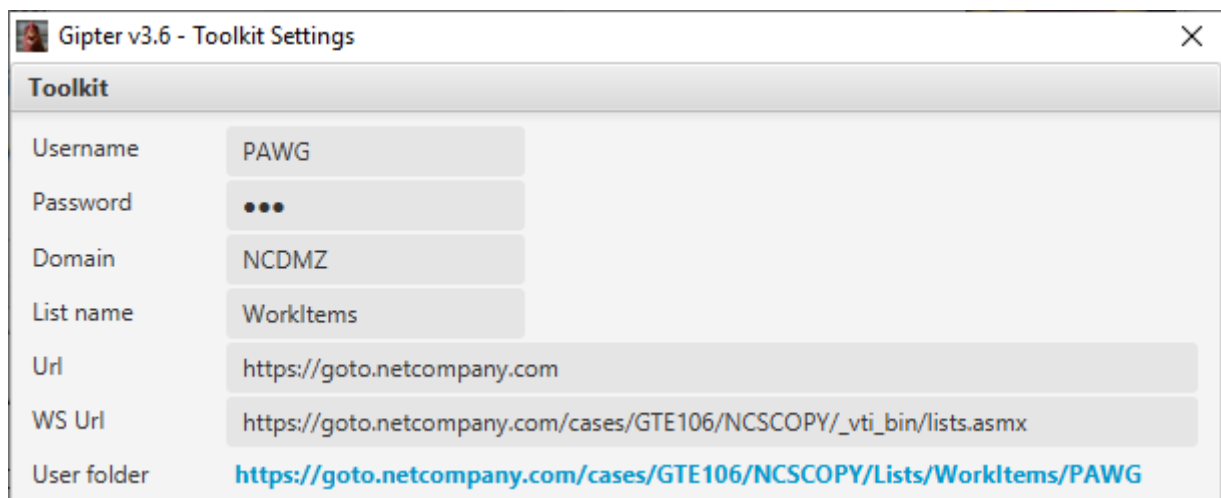 Gipter v3.6 - Toolkit Settings
Toolkit
Username PAWG
Password •••
Domain NCDMZ
List name WorkItems
Url https://goto.netcompany.com
WS Url https://goto.netcompany.com/cases/GTE106/NCSCOPY/_vti_bin/lists.asmx
User folder https://goto.netcompany.com/cases/GTE106/NCSCOPY/Lists/WorkItems/PAWG